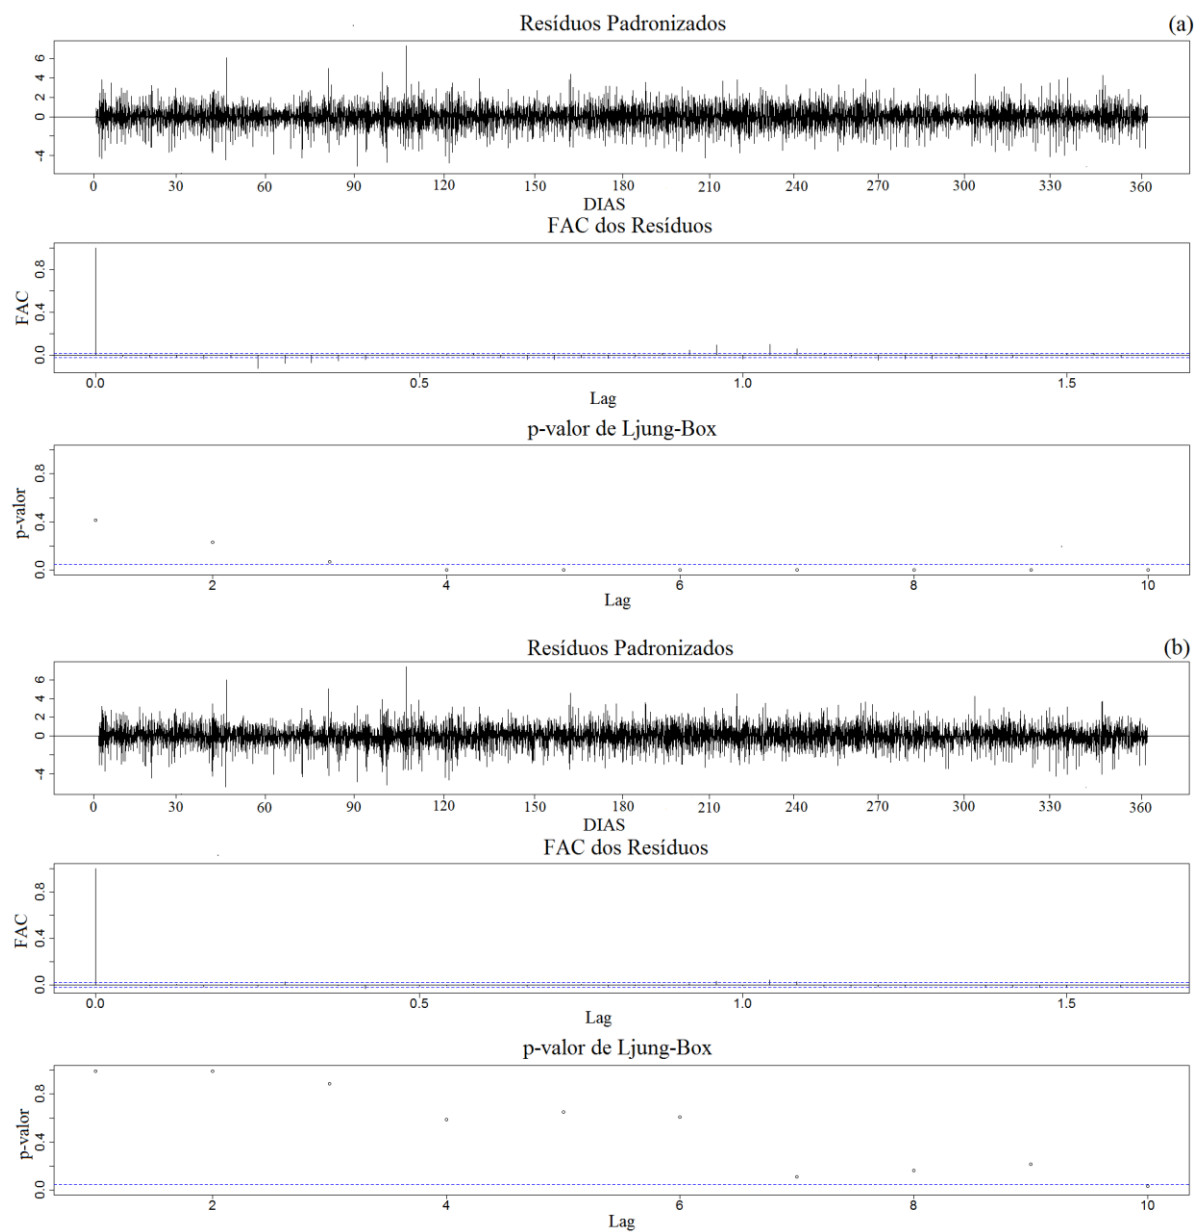 Resíduos Padronizados (a)
6
4
2
0
-4
0 30 60 90 120 150 180 210 240 270 300 330 360
DIAS
FAC dos Resíduos
FAC
0.8
0.4
0.0
0.0 0.5 1.0 1.5
Lag
p-valor de Ljung-Box
p-valor
0.8
0.4
0.0
2 4 6 8 10
Lag
Resíduos Padronizados (b)
6
4
2
0
-4
0 30 60 90 120 150 180 210 240 270 300 330 360
DIAS
FAC dos Resíduos
FAC
0.8
0.4
0.0
0.0 0.5 1.0 1.5
Lag
p-valor de Ljung-Box
p-valor
0.8
0.4
0.0
2 4 6 8 10
Lag